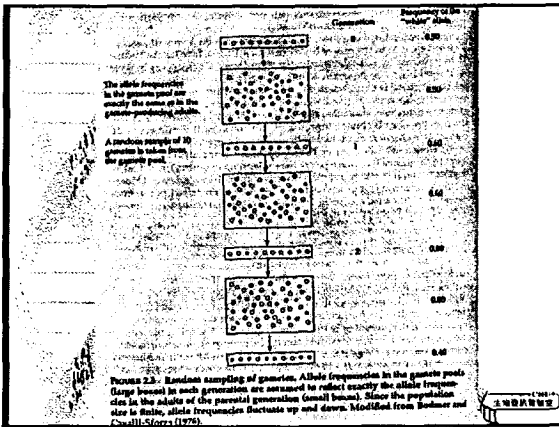 Generation
Frequency of the
"white" allele
0 0.50
The allele frequencies
in the gamete pool are
exactly the same as in the
gamete-producing adults.
0.50
A random sample of 10
gametes is taken from
the gamete pool.
1 0.60
0.60
2 0.80
0.80
3 0.40
FIGURE 2.3 Random sampling of gametes. Allele frequencies in the gamete pools
(large boxes) in each generation are assumed to reflect exactly the allele frequen-
cies in the adults of the parental generation (small boxes). Since the population
size is finite, allele frequencies fluctuate up and down. Modified from Bodmer and
Cavalli-Sforza (1976).